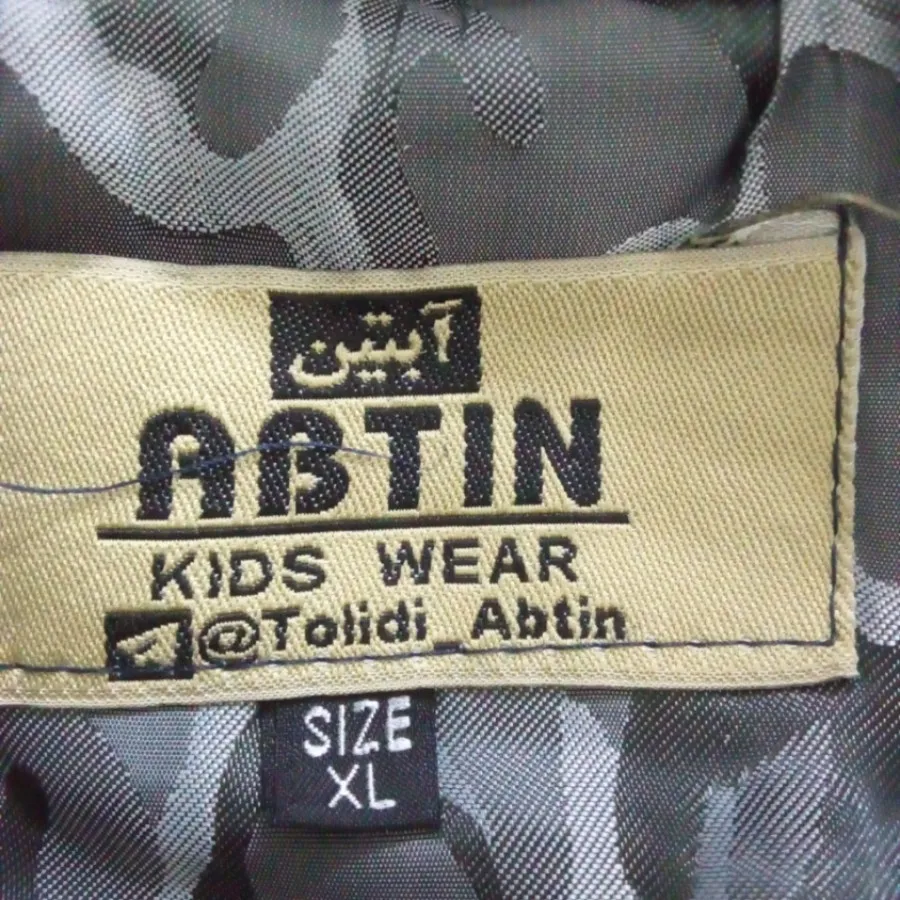 آبتین
ABTIN
KIDS WEAR
@Tolidi_Abtin
SIZE
XL